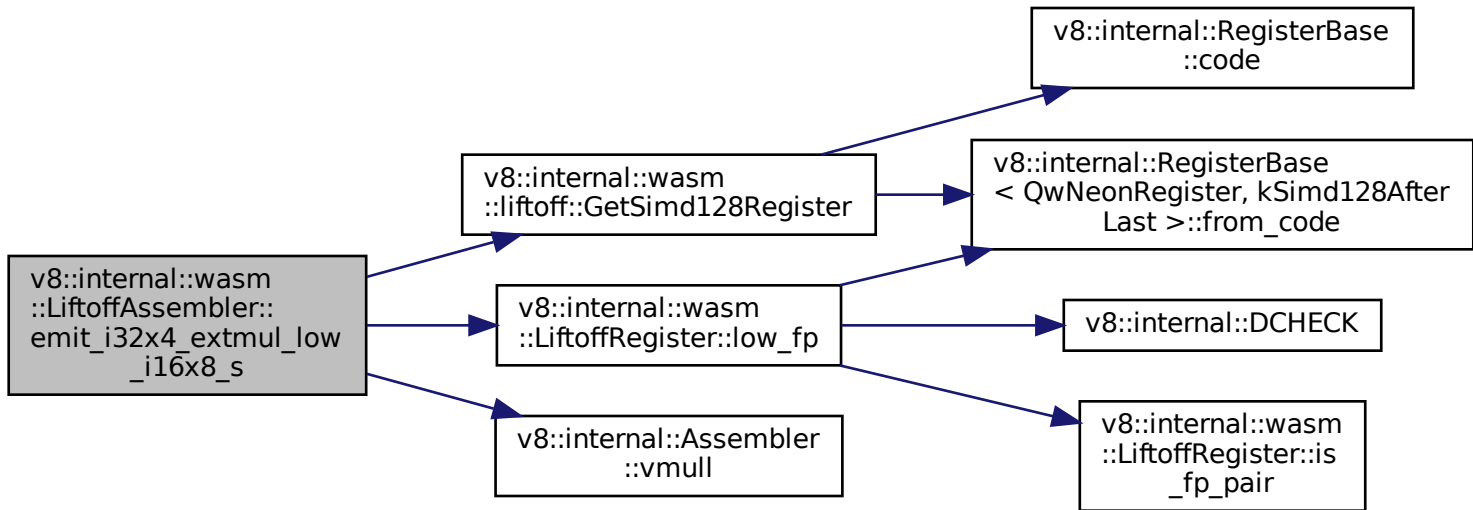 v8::internal::wasm
::LiftoffAssembler::
emit_i32x4_extmul_low
_i16x8_s
v8::internal::wasm
::liftoff::GetSimd128Register
v8::internal::wasm
::LiftoffRegister::low_fp
v8::internal::Assembler
::vmull
v8::internal::RegisterBase
::code
v8::internal::RegisterBase
< QwNeonRegister, kSimd128After
Last >::from_code
v8::internal::DCHECK
v8::internal::wasm
::LiftoffRegister::is
_fp_pair